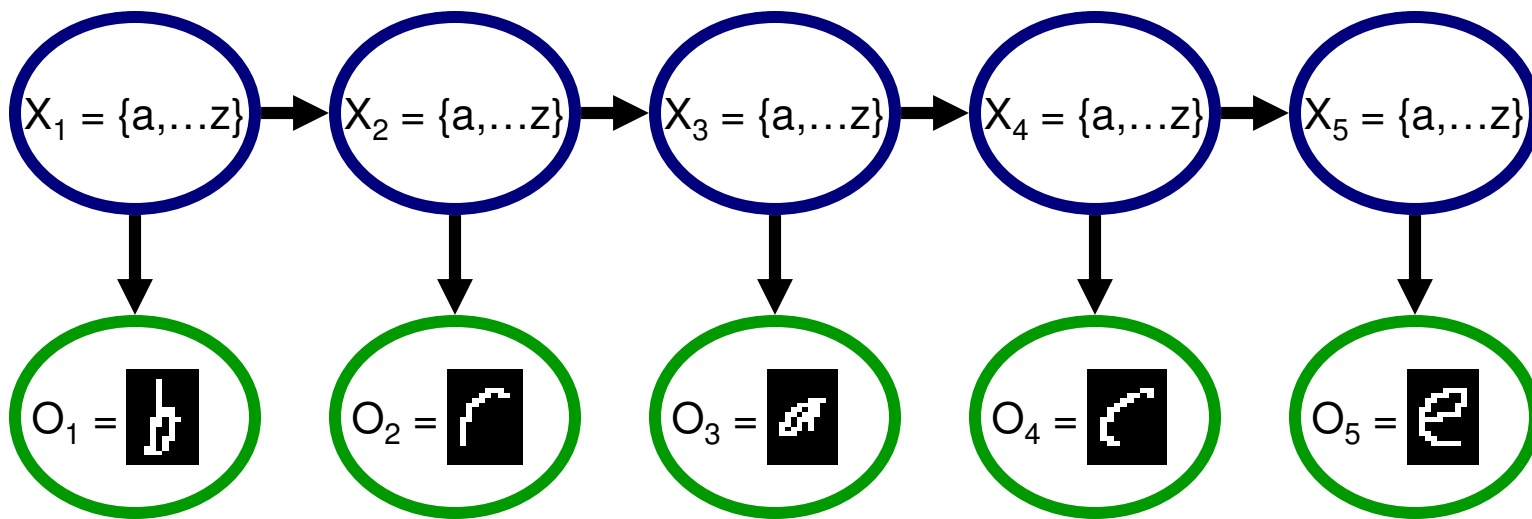 X₁ = {a,…z} X₂ = {a,…z} X₃ = {a,…z} X₄ = {a,…z} X₅ = {a,…z}
O₁ = b O₂ = r O₃ = a O₄ = c O₅ = e